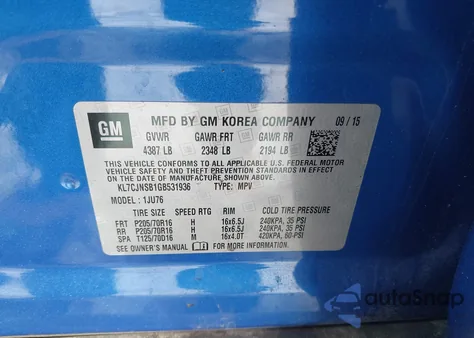 GM
MFD BY GM KOREA COMPANY 09/15
GVWR GAWR FRT GAWR RR
4387 LB 2348 LB 2194 LB
THIS VEHICLE CONFORMS TO ALL APPLICABLE U.S. FEDERAL MOTOR
VEHICLE SAFETY, BUMPER, AND THEFT PREVENTION STANDARDS IN
EFFECT ON THE DATE OF MANUFACTURE SHOWN ABOVE.
KL7CJNSB1GB531936 TYPE: MPV
MODEL: 1JU76
TIRE SIZE SPEED RTG RIM COLD TIRE PRESSURE
FRT P205/70R16 H 16x6.5J 240KPA, 35 PSI
RR P205/70R16 H 16x6.5J 240KPA, 35 PSI
SPA T125/70D16 M 16x4.0T 420KPA, 60 PSI
SEE OWNER'S MANUAL FOR MORE INFORMATION
autoSnap